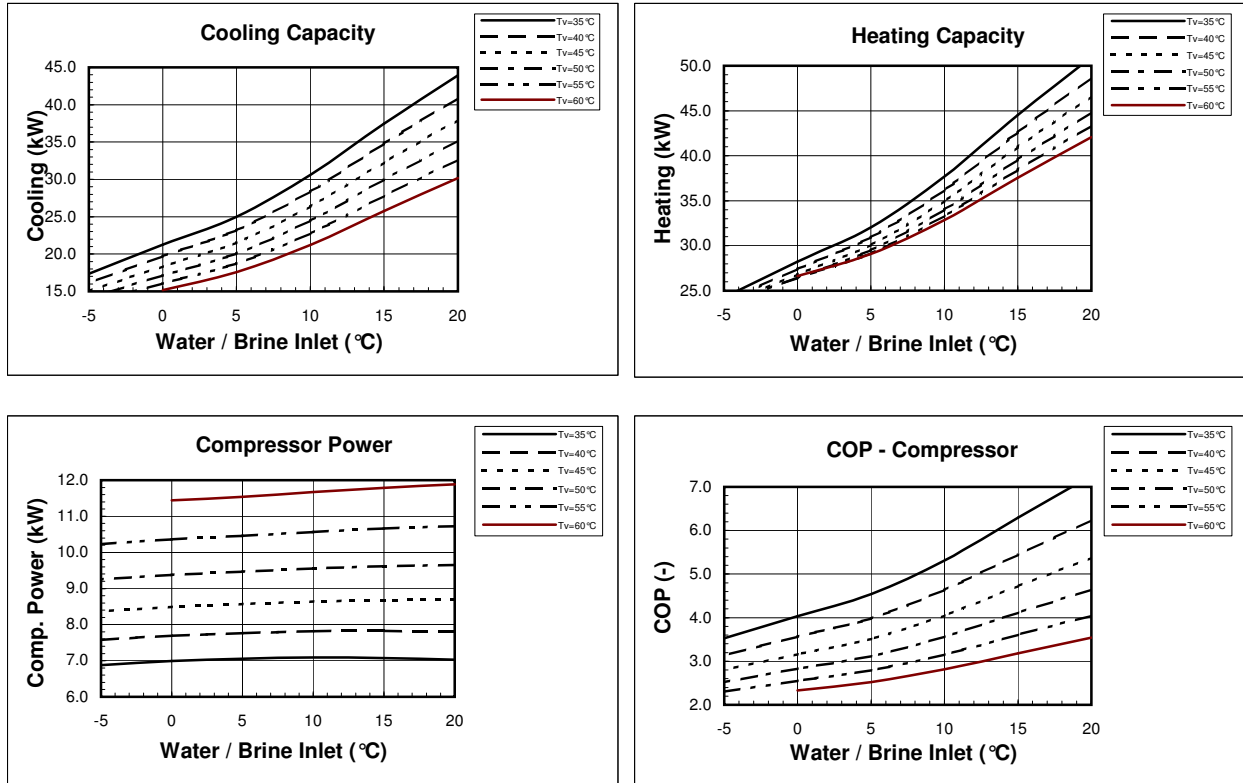 Cooling Capacity
Tv=35°C
Tv=40°C
Tv=45°C
Tv=50°C
Tv=55°C
Tv=60°C
Cooling (kW)
45.0
40.0
35.0
30.0
25.0
20.0
15.0
-5 0 5 10 15 20
Water / Brine Inlet (°C)
Heating Capacity
Tv=35°C
Tv=40°C
Tv=45°C
Tv=50°C
Tv=55°C
Tv=60°C
Heating (kW)
50.0
45.0
40.0
35.0
30.0
25.0
-5 0 5 10 15 20
Water / Brine Inlet (°C)
Compressor Power
Tv=35°C
Tv=40°C
Tv=45°C
Tv=50°C
Tv=55°C
Tv=60°C
Comp. Power (kW)
12.0
11.0
10.0
9.0
8.0
7.0
6.0
-5 0 5 10 15 20
Water / Brine Inlet (°C)
COP - Compressor
Tv=35°C
Tv=40°C
Tv=45°C
Tv=50°C
Tv=55°C
Tv=60°C
COP (-)
7.0
6.0
5.0
4.0
3.0
2.0
-5 0 5 10 15 20
Water / Brine Inlet (°C)